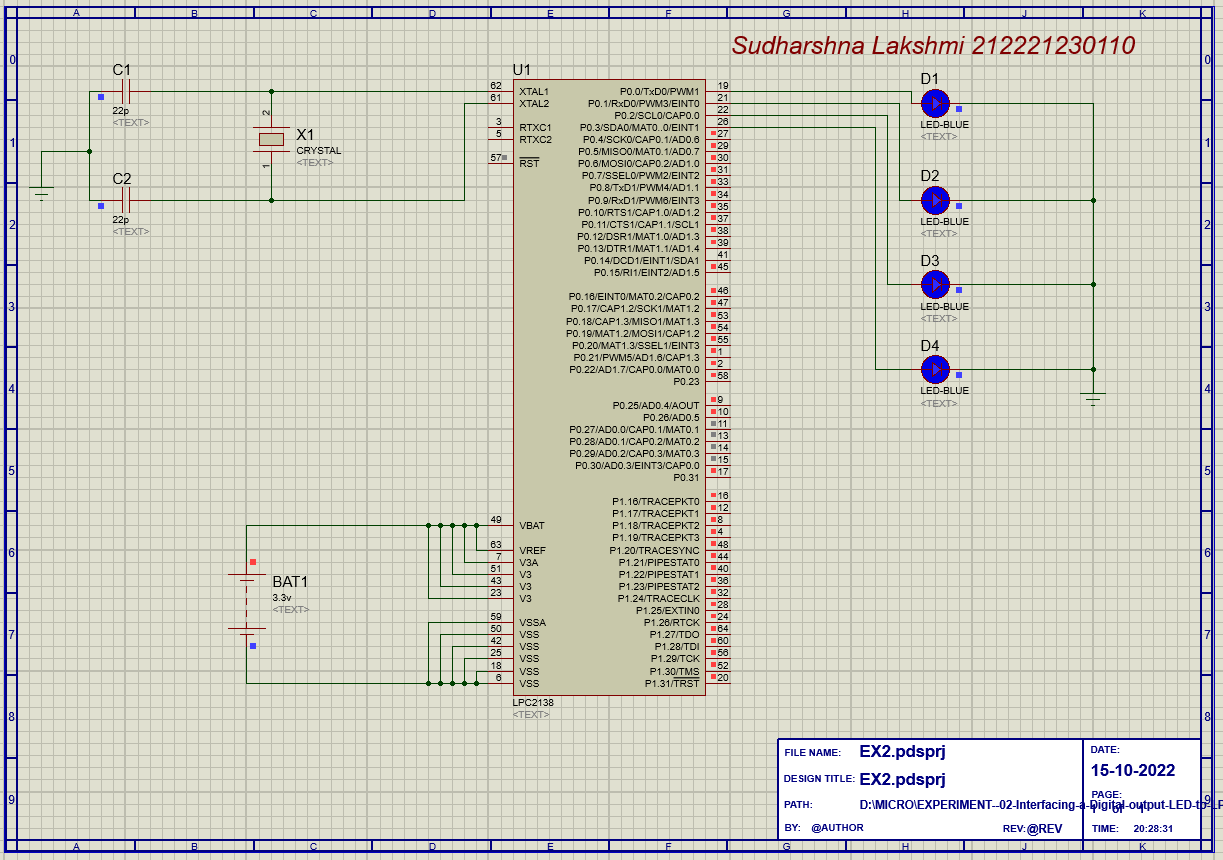 A B C D E F G H J K
Sudharshna Lakshmi 212221230110
0 0
1 1
2 2
3 3
4 4
5 5
6 6
7 7
8 8
9 9
C1
22p
<TEXT>
C2
22p
<TEXT>
2
1
X1
CRYSTAL
<TEXT>
BAT1
3.3v
<TEXT>
U1
62 XTAL1
61 XTAL2
3 RTXC1
5 RTXC2
57 RST
49 VBAT
63 VREF
7 V3A
51 V3
43 V3
23 V3
59 VSSA
50 VSS
42 VSS
25 VSS
18 VSS
6 VSS
P0.0/TxD0/PWM1 19
P0.1/RxD0/PWM3/EINT0 21
P0.2/SCL0/CAP0.0 22
P0.3/SDA0/MAT0..0/EINT1 26
P0.4/SCK0/CAP0.1/AD0.6 27
P0.5/MISO0/MAT0.1/AD0.7 29
P0.6/MOSI0/CAP0.2/AD1.0 30
P0.7/SSEL0/PWM2/EINT2 31
P0.8/TxD1/PWM4/AD1.1 33
P0.9/RxD1/PWM6/EINT3 34
P0.10/RTS1/CAP1.0/AD1.2 35
P0.11/CTS1/CAP1.1/SCL1 37
P0.12/DSR1/MAT1.0/AD1.3 38
P0.13/DTR1/MAT1.1/AD1.4 39
P0.14/DCD1/EINT1/SDA1 41
P0.15/RI1/EINT2/AD1.5 45
P0.16/EINT0/MAT0.2/CAP0.2 46
P0.17/CAP1.2/SCK1/MAT1.2 47
P0.18/CAP1.3/MISO1/MAT1.3 53
P0.19/MAT1.2/MOSI1/CAP1.2 54
P0.20/MAT1.3/SSEL1/EINT3 55
P0.21/PWM5/AD1.6/CAP1.3 1
P0.22/AD1.7/CAP0.0/MAT0.0 2
P0.23 58
P0.25/AD0.4/AOUT 9
P0.26/AD0.5 10
P0.27/AD0.0/CAP0.1/MAT0.1 11
P0.28/AD0.1/CAP0.2/MAT0.2 13
P0.29/AD0.2/CAP0.3/MAT0.3 14
P0.30/AD0.3/EINT3/CAP0.0 15
P0.31 17
P1.16/TRACEPKT0 16
P1.17/TRACEPKT1 12
P1.18/TRACEPKT2 8
P1.19/TRACEPKT3 4
P1.20/TRACESYNC 48
P1.21/PIPESTAT0 44
P1.22/PIPESTAT1 40
P1.23/PIPESTAT2 36
P1.24/TRACECLK 32
P1.25/EXTIN0 28
P1.26/RTCK 24
P1.27/TDO 64
P1.28/TDI 60
P1.29/TCK 56
P1.30/TMS 52
P1.31/TRST 20
LPC2138
<TEXT>
D1
LED-BLUE
<TEXT>
D2
LED-BLUE
<TEXT>
D3
LED-BLUE
<TEXT>
D4
LED-BLUE
<TEXT>
FILE NAME: EX2.pdsprj
DESIGN TITLE: EX2.pdsprj
PATH: D:\MICRO\EXPERIMENT--02-Interfacing-a-Digital-output-LED-to-
BY: @AUTHOR REV:@REV
DATE:
15-10-2022
PAGE:
of
TIME: 20:28:31
A B C D E F G H J K